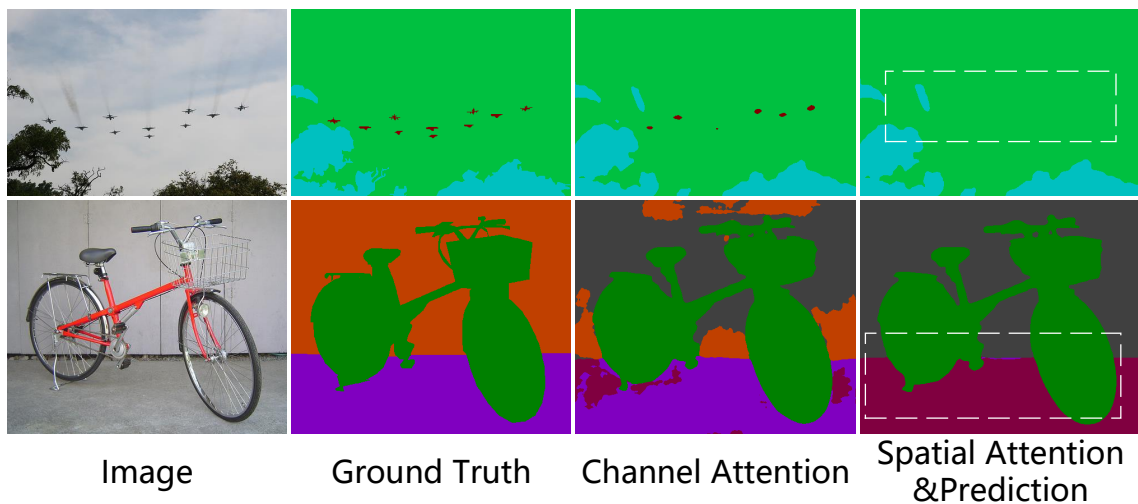 Image
Ground Truth
Channel Attention
Spatial Attention
&Prediction